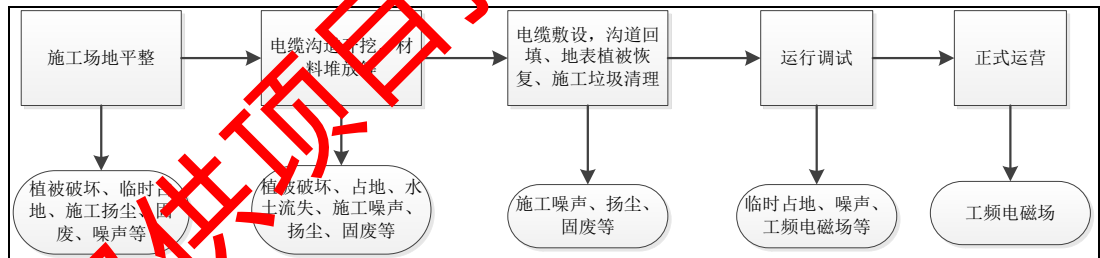 施工场地平整
电缆沟道开挖、材
料堆放等
电缆敷设，沟道回
填、地表植被恢
复、施工垃圾清理
运行调试
正式运营
植被破坏、临时占
地、施工扬尘、固
废、噪声等
植被破坏、占地、水
土流失、施工噪声、
扬尘、固废等
施工噪声、扬尘、
固废等
临时占地、噪声、
工频电磁场等
工频电磁场
供项目